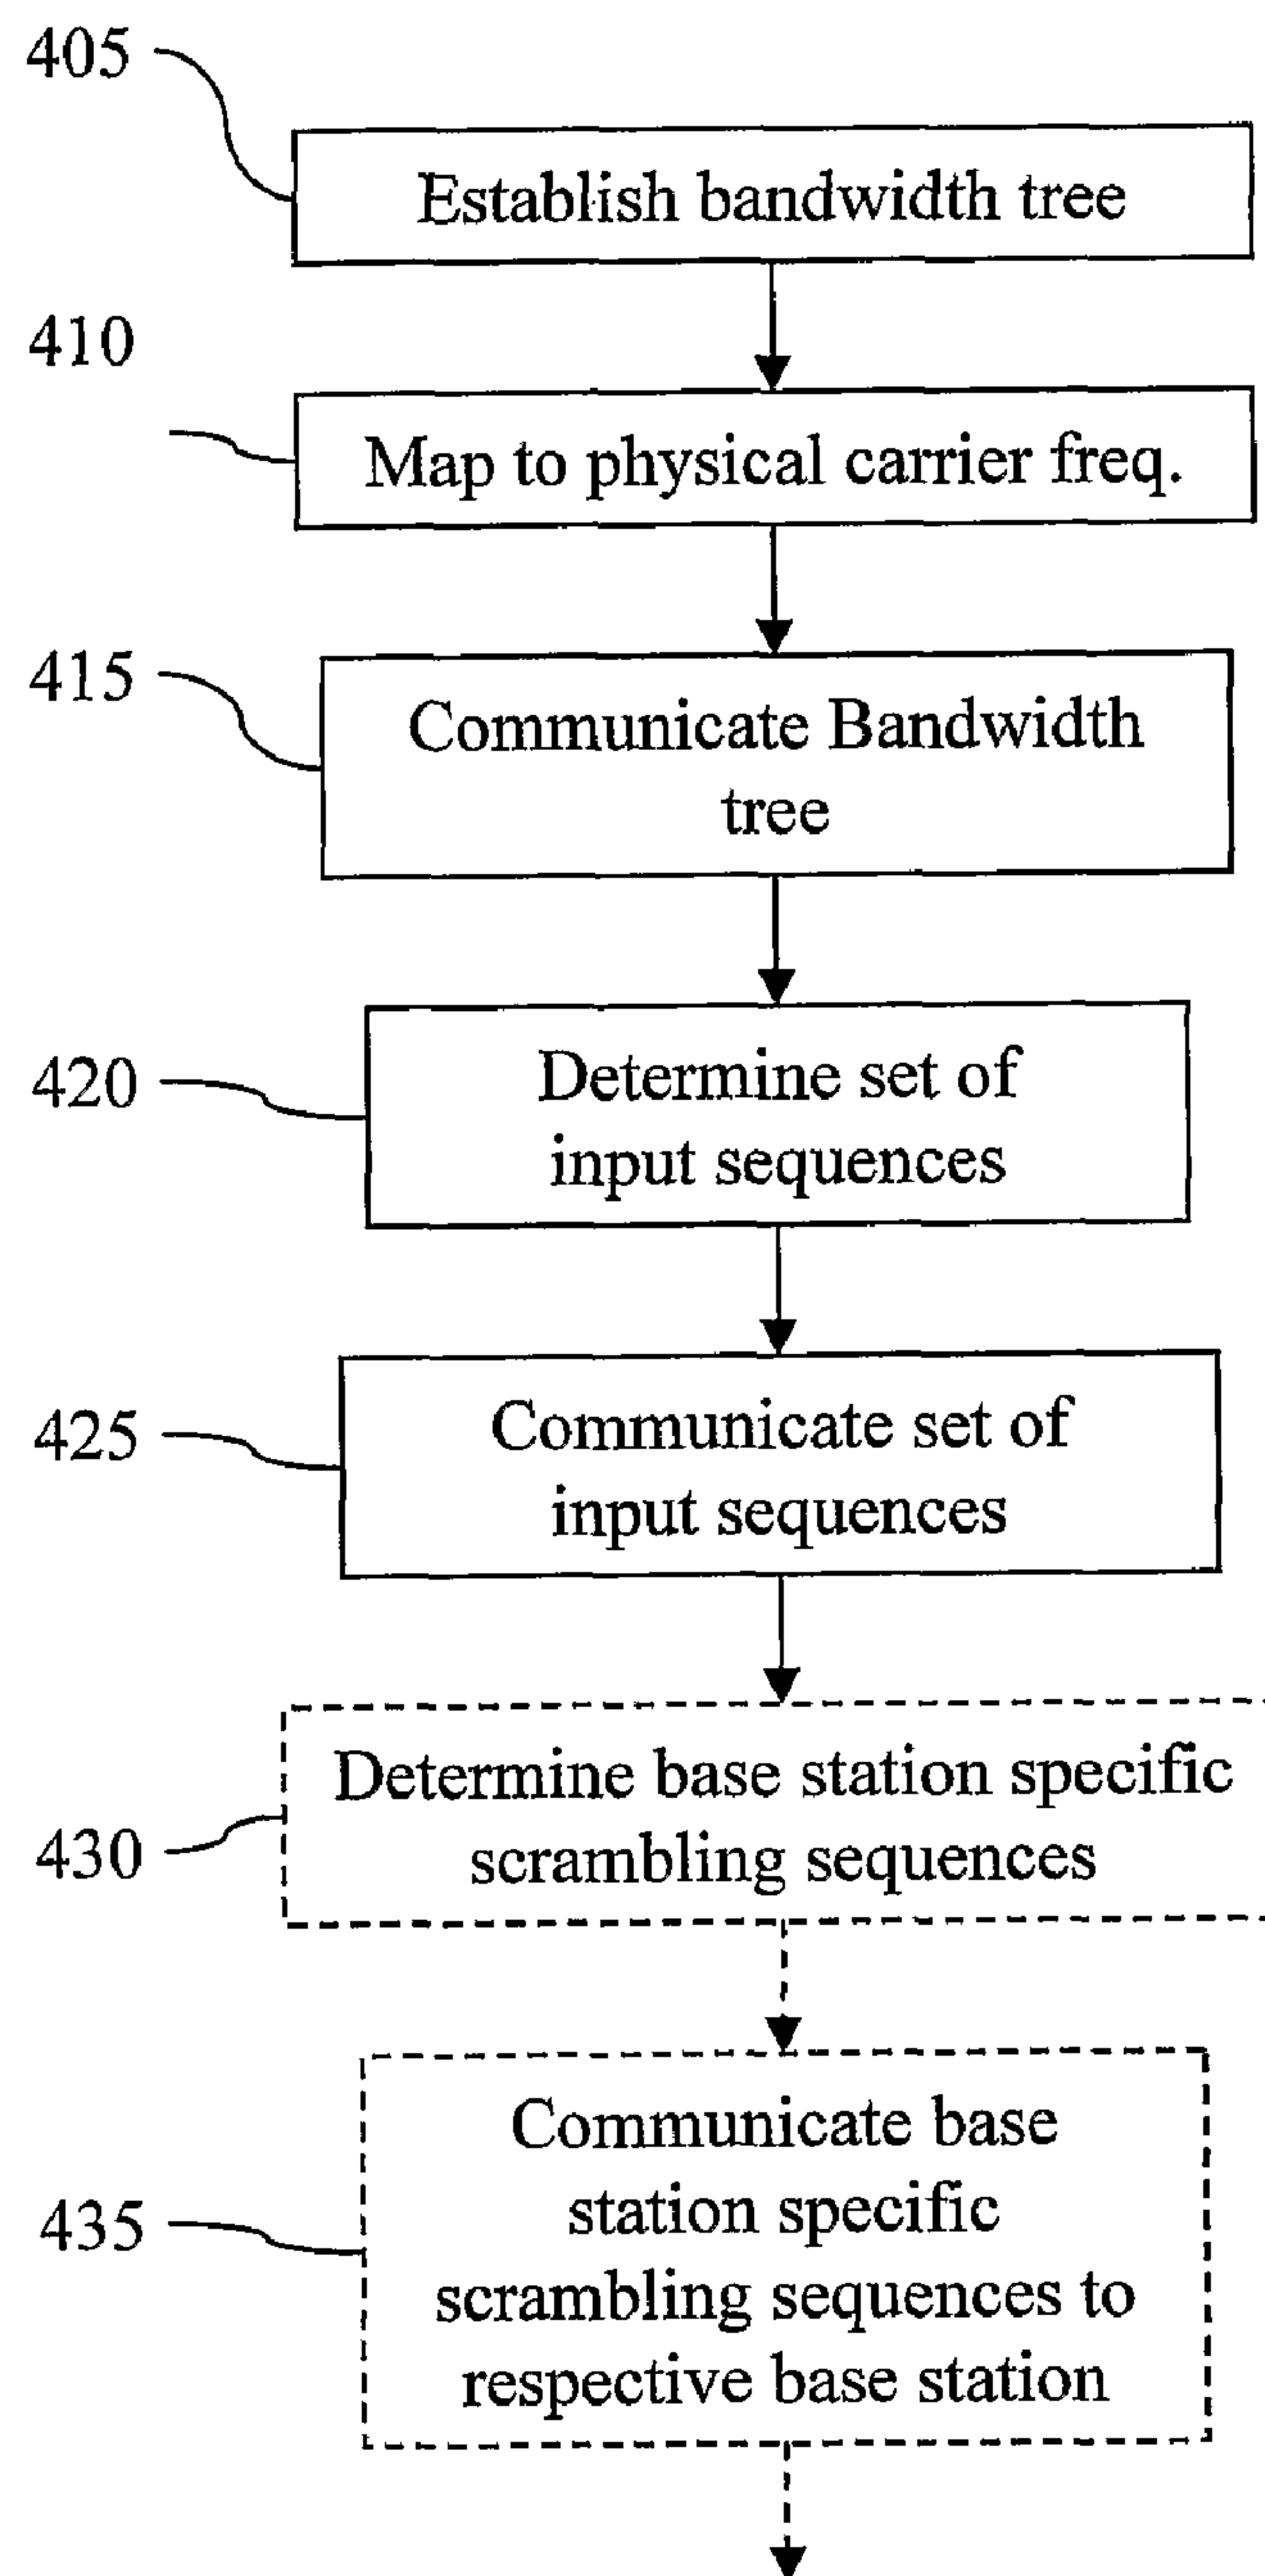 405
Establish bandwidth tree
410
Map to physical carrier freq.
415
Communicate Bandwidth
tree
420
Determine set of
input sequences
425
Communicate set of
input sequences
430
Determine base station specific
scrambling sequences
435
Communicate base
station specific
scrambling sequences to
respective base station